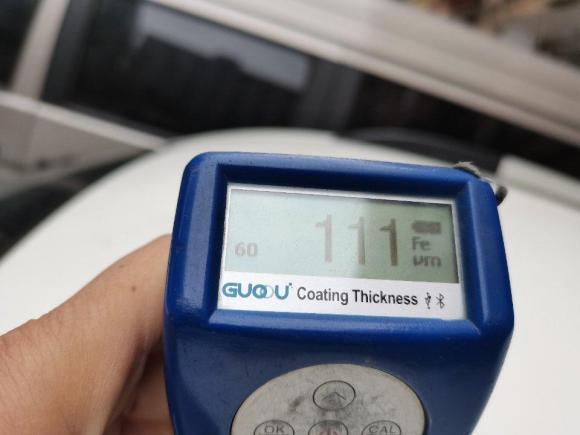 60 111 Fe
µm
GUOOU Coating Thickness
OK CAL